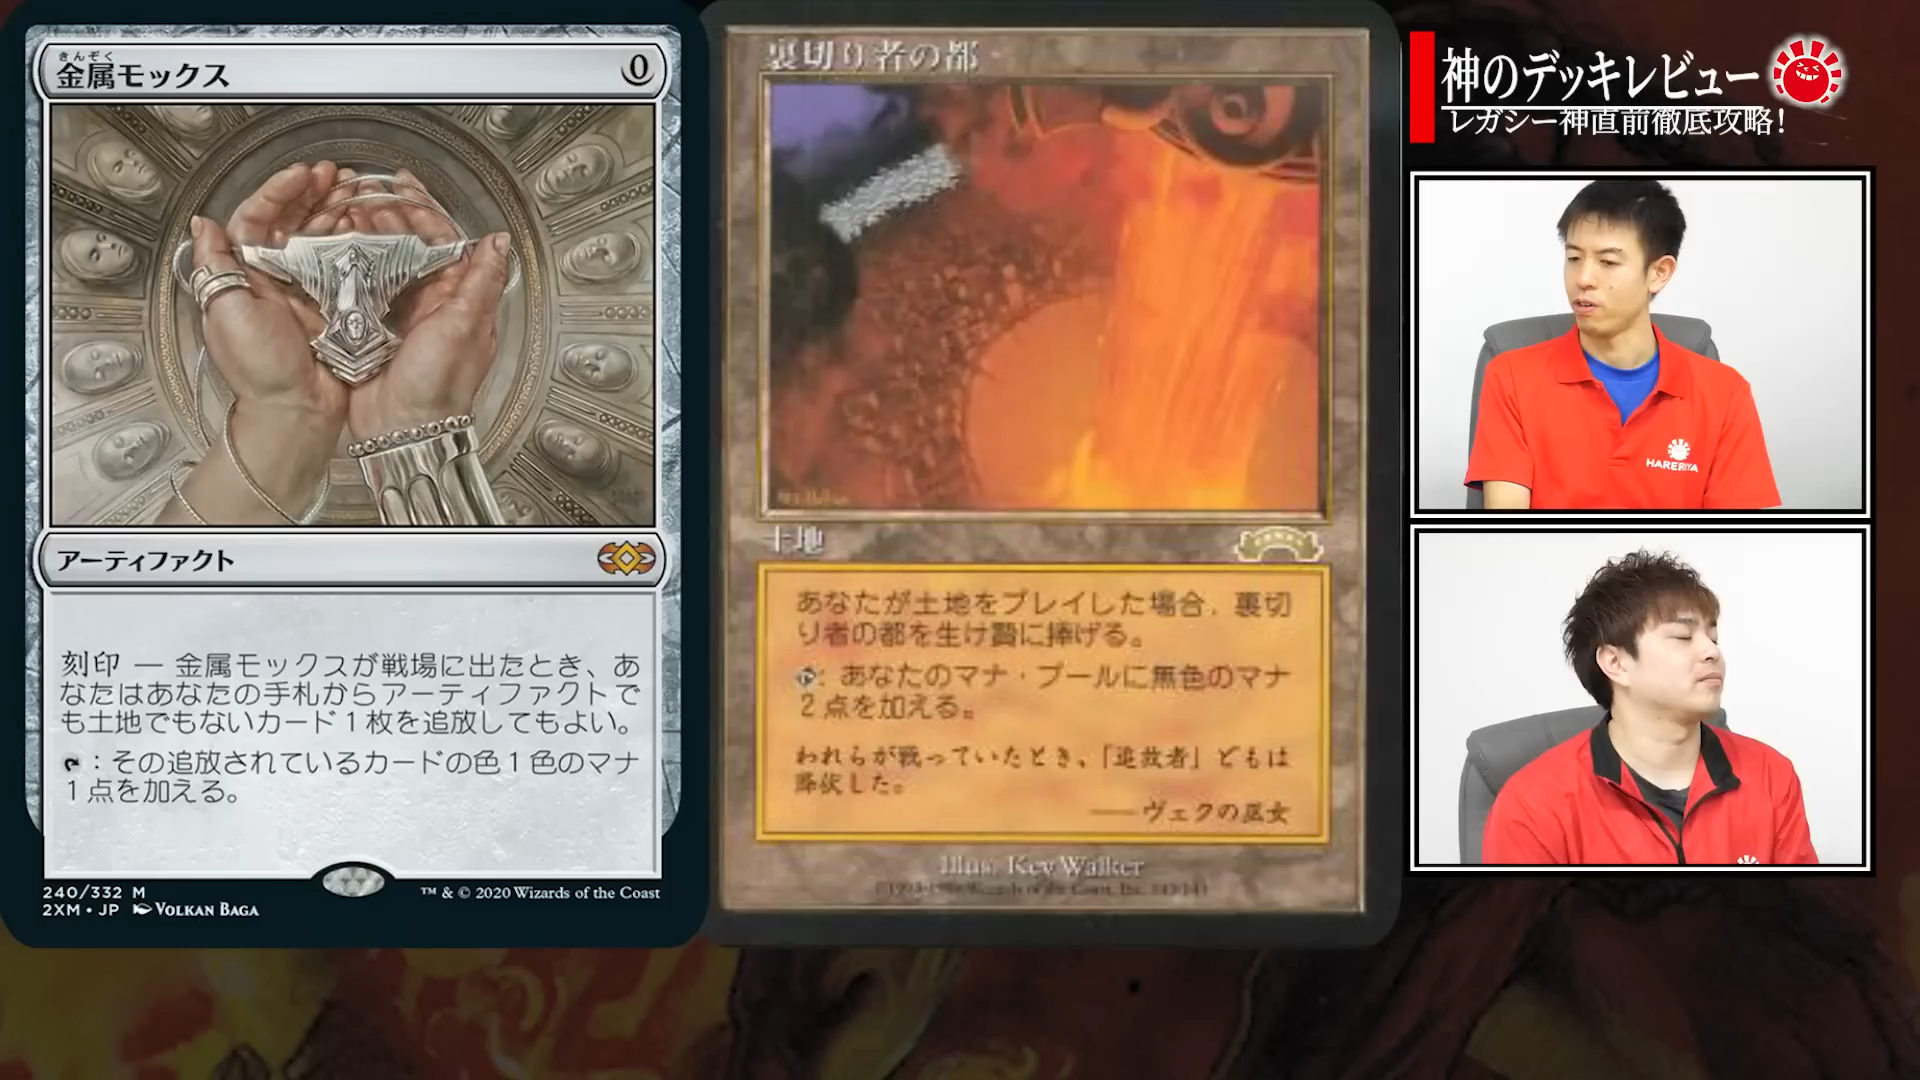 きんぞく
金属モックス
0
アーティファクト
刻印 ― 金属モックスが戦場に出たとき、あ
なたはあなたの手札からアーティファクトで
も土地でもないカード1枚を追放してもよい。
：その追放されているカードの色1色のマナ
1点を加える。
240/332 M
2XM • JP VOLKAN BAGA
™ & © 2020 Wizards of the Coast
裏切り者の都
土地
あなたが土地をプレイした場合、裏切
り者の都を生け贄に捧げる。
：あなたのマナ・プールに無色のマナ
2点を加える。
われらが戦っていたとき、「追放者」どもは
降伏した。
――ヴェクの巫女
Illus. Kev Walker
神のデッキレビュー
レガシー神直前徹底攻略!
HARERUYA